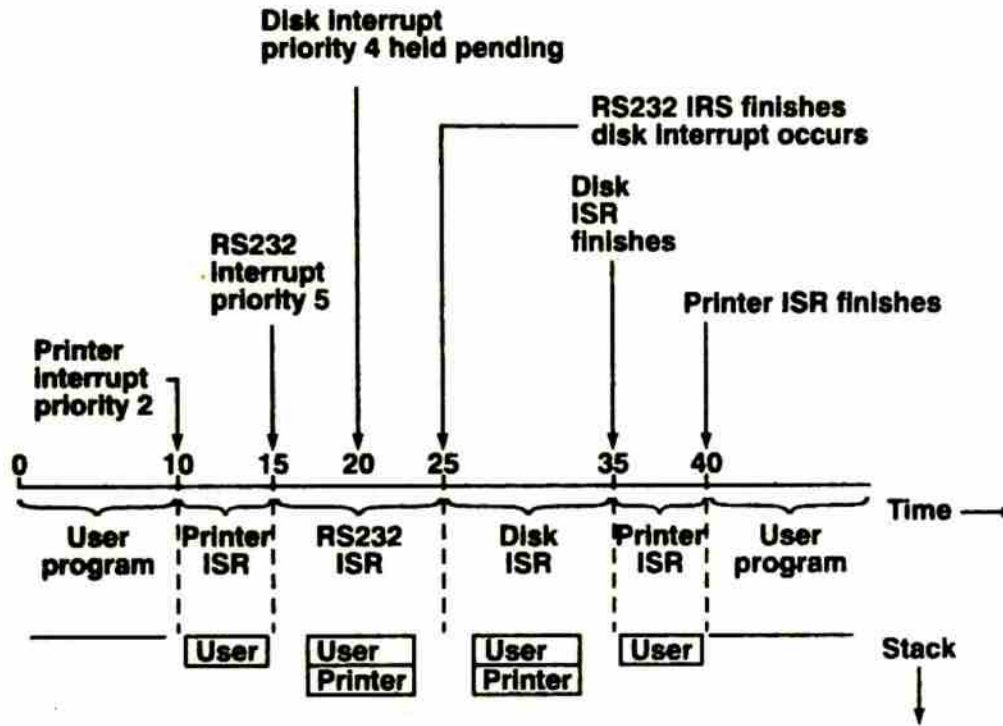 Disk interrupt
priority 4 held pending
RS232 IRS finishes
disk interrupt occurs
Disk
ISR
finishes
RS232
interrupt
priority 5
Printer ISR finishes
Printer
interrupt
priority 2
0 10 15 20 25 35 40
Time
User
program
Printer
ISR
RS232
ISR
Disk
ISR
Printer
ISR
User
program
User
User
Printer
User
Printer
User
Stack